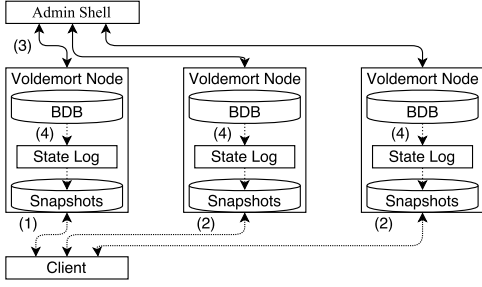 Admin Shell
(3)
Voldemort Node Voldemort Node Voldemort Node
BDB BDB BDB
(4) (4) (4)
State Log State Log State Log
Snapshots Snapshots Snapshots
(1) (2) (2)
Client